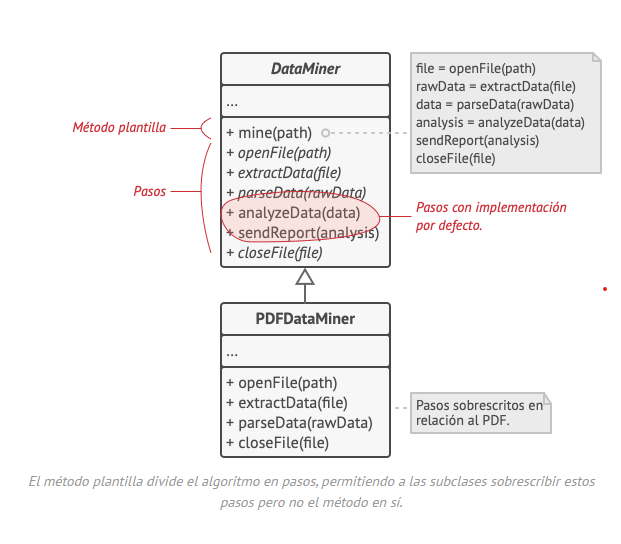 DataMiner
...
+ mine(path)
+ openFile(path)
+ extractData(file)
+ parseData(rawData)
+ analyzeData(data)
+ sendReport(analysis)
+ closeFile(file)
Método plantilla
Pasos
file = openFile(path)
rawData = extractData(file)
data = parseData(rawData)
analysis = analyzeData(data)
sendReport(analysis)
closeFile(file)
Pasos con implementación
por defecto.
PDFDataMiner
...
+ openFile(path)
+ extractData(file)
+ parseData(rawData)
+ closeFile(file)
Pasos sobrescritos en
relación al PDF.
El método plantilla divide el algoritmo en pasos, permitiendo a las subclases sobrescribir estos
pasos pero no el método en sí.